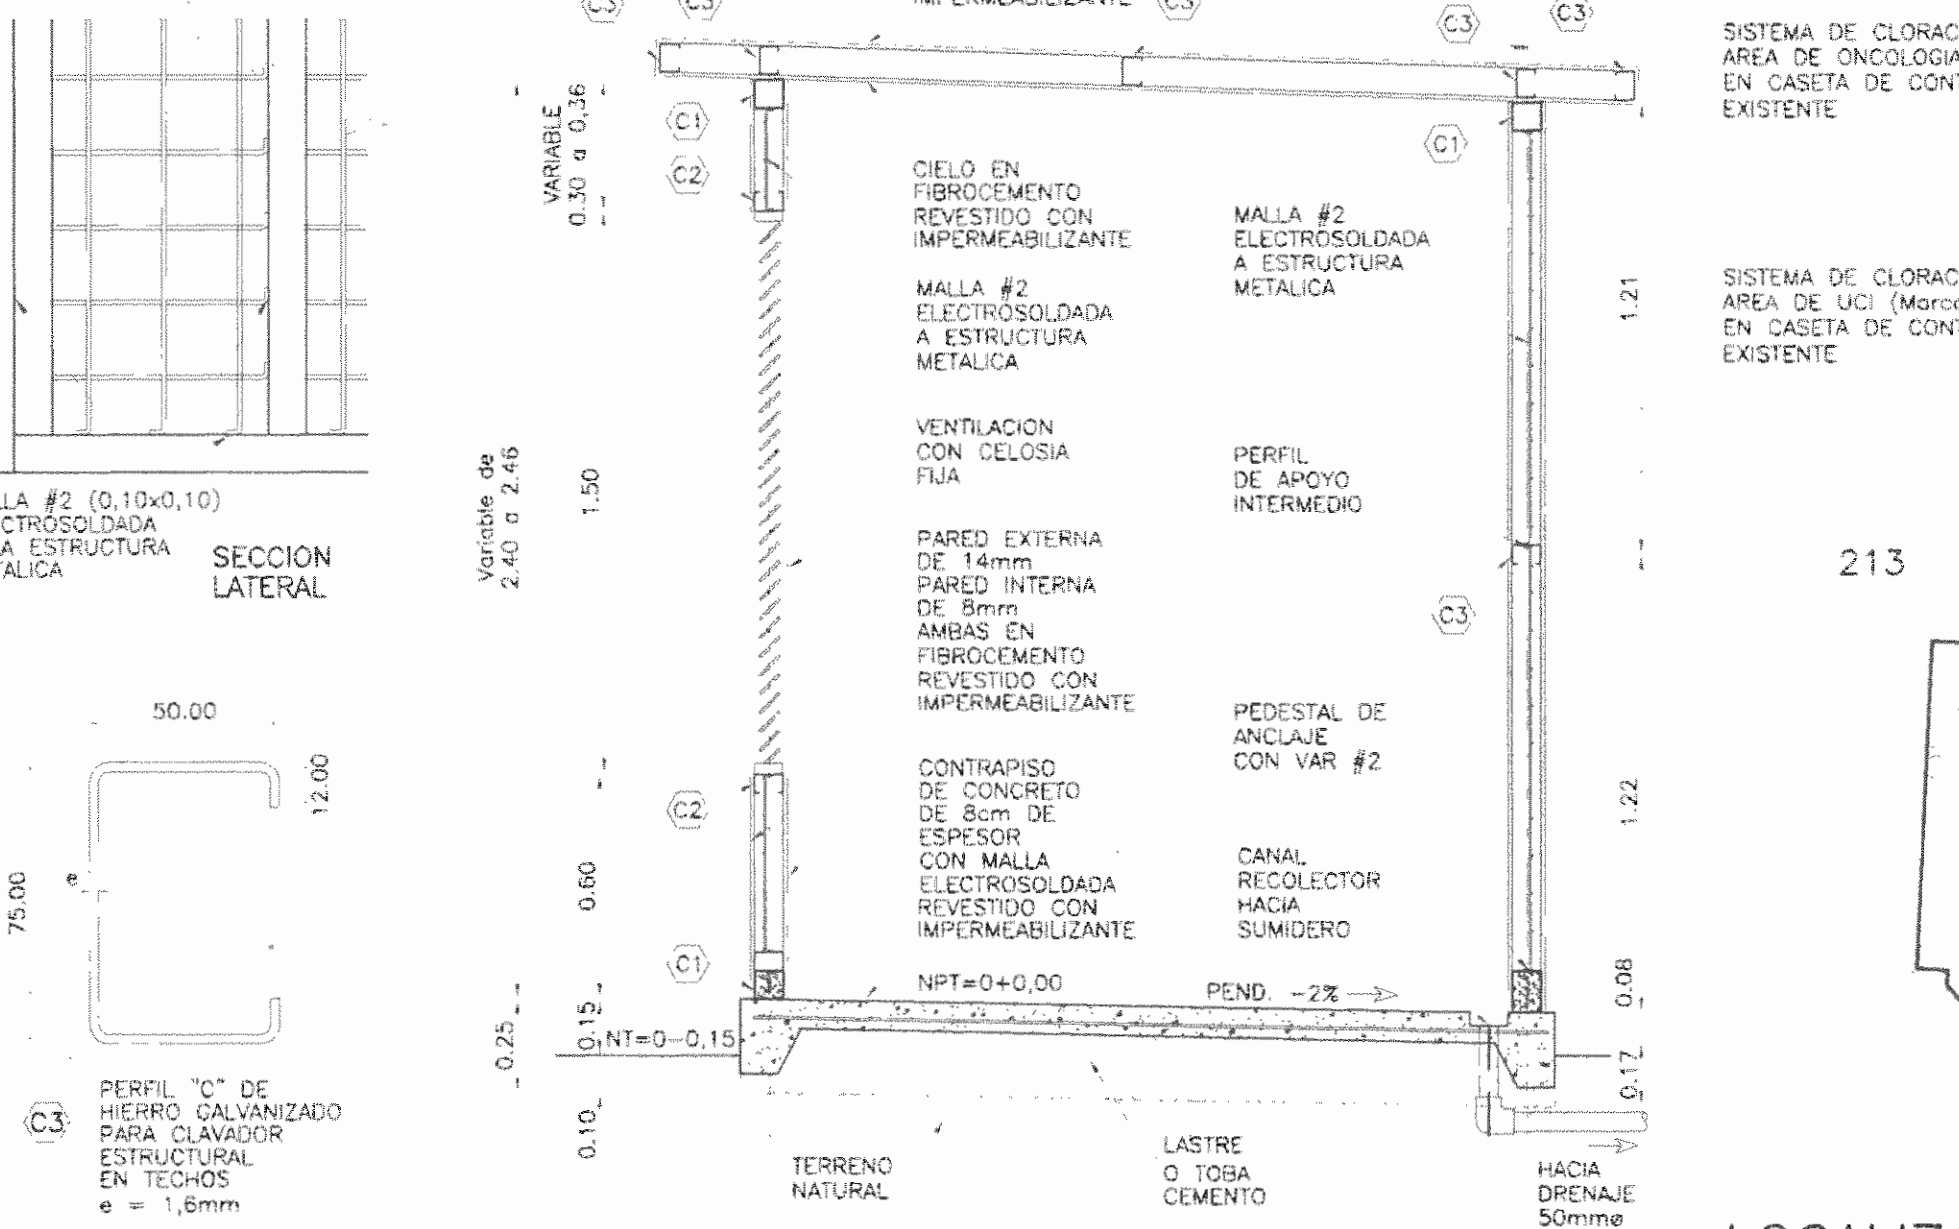 MALLA #2 (0,10x0,10)
ELECTROSOLDADA
A ESTRUCTURA
METALICA
SECCION
LATERAL
50.00
12.00
75.00
e
C3
PERFIL "C" DE
HIERRO GALVANIZADO
PARA CLAVADOR
ESTRUCTURAL
EN TECHOS
e = 1,6mm
C3
C3
IMPERMEABILIZANTE
C3
C3
C3
VARIABLE
0.30 a 0,36
Variable de
2.40 a 2.46
1.50
0.60
0.25
0.15
0.10
C1
C2
C2
C1
CIELO EN
FIBROCEMENTO
REVESTIDO CON
IMPERMEABILIZANTE
MALLA #2
ELECTROSOLDADA
A ESTRUCTURA
METALICA
VENTILACION
CON CELOSIA
FIJA
PARED EXTERNA
DE 14mm
PARED INTERNA
DE 8mm
AMBAS EN
FIBROCEMENTO
REVESTIDO CON
IMPERMEABILIZANTE
CONTRAPISO
DE CONCRETO
DE 8cm DE
ESPESOR
CON MALLA
ELECTROSOLDADA
REVESTIDO CON
IMPERMEABILIZANTE
NPT=0+0,00
NT=0-0,15
MALLA #2
ELECTROSOLDADA
A ESTRUCTURA
METALICA
PERFIL
DE APOYO
INTERMEDIO
PEDESTAL DE
ANCLAJE
CON VAR #2
CANAL
RECOLECTOR
HACIA
SUMIDERO
PEND. -2%
C1
C3
1.21
1.22
0.08
0.17
TERRENO
NATURAL
LASTRE
O TOBA
CEMENTO
HACIA
DRENAJE
50mmø
SISTEMA DE CLORAC
AREA DE ONCOLOGIA
EN CASETA DE CONT
EXISTENTE
SISTEMA DE CLORAC
AREA DE UCI (Marca
EN CASETA DE CONT
EXISTENTE
213